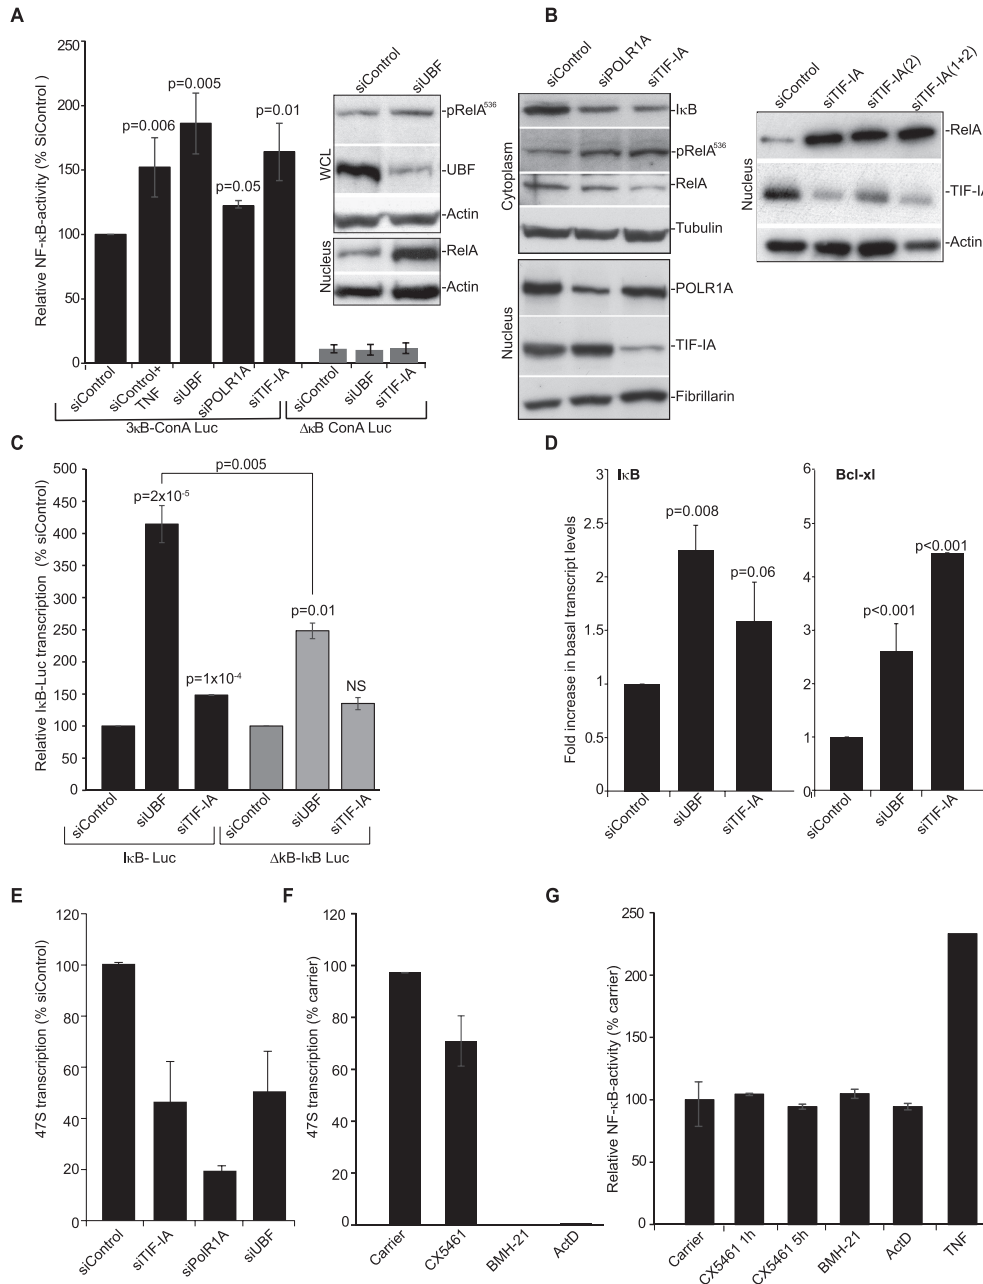 A
Relative NF-κB-activity (% SiControl )
250
200
150
100
50
0
p=0.006
p=0.005
p=0.05
p=0.01
siControl
siControl+
TNF
siUBF
siPOLR1A
siTIF-IA
siControl
siUBF
siTIF-IA
3κB-ConA Luc
ΔκB ConA Luc
siControl
siUBF
WCL
-pRelA536
-UBF
-Actin
Nucleus
-RelA
-Actin
B
siControl
siPOLR1A
siTIF-IA
Cytoplasm
-IκB
-pRelA536
-RelA
-Tubulin
Nucleus
-POLR1A
-TIF-IA
-Fibrillarin
siControl
siTIF-IA
siTIF-IA(2)
siTIF-IA(1+2)
Nucleus
-RelA
-TIF-IA
-Actin
C
Relative IκB-Luc transcription (% siControl)
500
450
400
350
300
250
200
150
100
50
0
p=2x10-5
p=0.005
p=1x10-4
p=0.01
NS
siControl
siUBF
siTIF-IA
siControl
siUBF
siTIF-IA
IκB- Luc
ΔkB-IκB Luc
D
Fold increase in basal transcript levels
IκB
3
2.5
2
1.5
1
0.5
0
p=0.008
p=0.06
siControl
siUBF
siTIF-IA
Bcl-xl
6
5
4
3
2
1
0
p<0.001
p<0.001
siControl
siUBF
siTIF-IA
E
47S transcription (% siControl)
120
100
80
60
40
20
0
siControl
siTIF-IA
siPolR1A
siUBF
F
47S transcription (% carrier)
120
100
80
60
40
20
0
Carrier
CX5461
BMH-21
ActD
G
Relative NF-κB-activity (% carrier)
250
200
150
100
50
0
Carrier
CX5461 1h
CX5461 5h
BMH-21
ActD
TNF